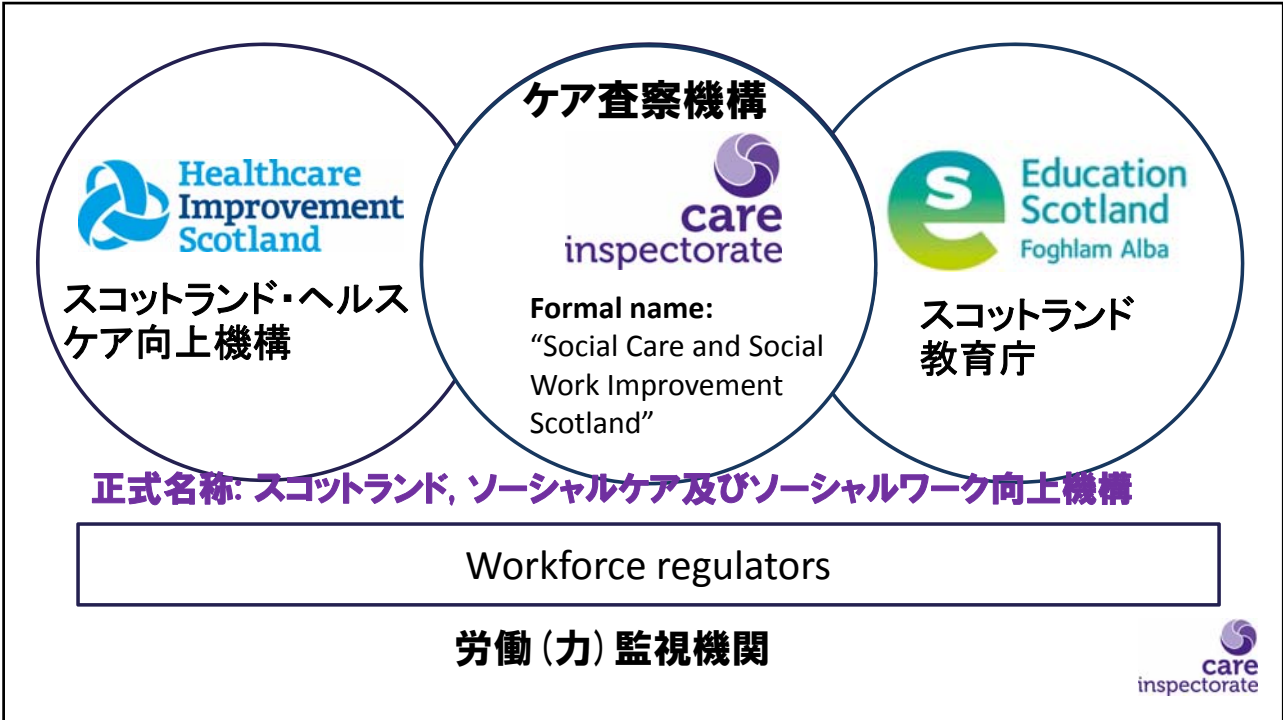 ケア査察機構
Healthcare
Improvement
Scotland
スコットランド・ヘルス
ケア向上機構
care
inspectorate
Formal name:
“Social Care and Social
Work Improvement
Scotland”
s
Education
Scotland
Foghlam Alba
スコットランド
教育庁
正式名称: スコットランド, ソーシャルケア及びソーシャルワーク向上機構
Workforce regulators
労働(力)監視機関
care
inspectorate